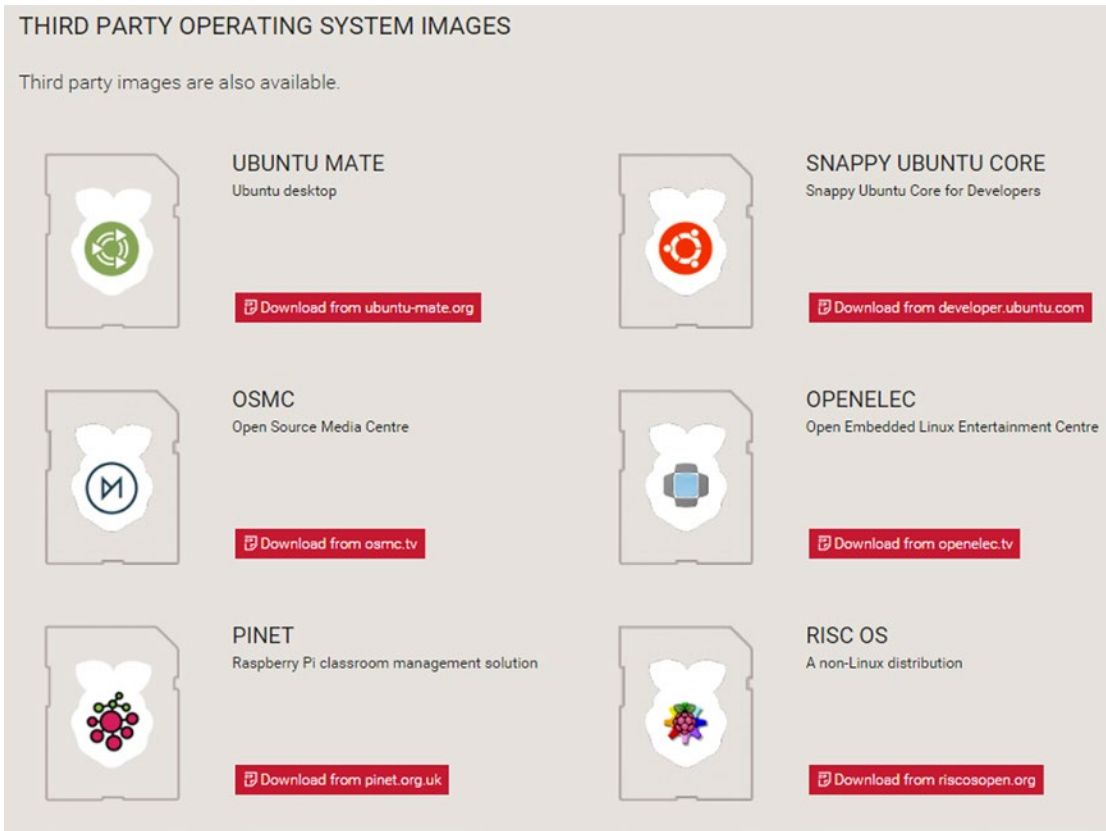 THIRD PARTY OPERATING SYSTEM IMAGES
Third party images are also available.
UBUNTU MATE
Ubuntu desktop
Download from ubuntu-mate.org
SNAPPY UBUNTU CORE
Snappy Ubuntu Core for Developers
Download from developer.ubuntu.com
OSMC
Open Source Media Centre
Download from osmc.tv
OPENELEC
Open Embedded Linux Entertainment Centre
Download from openelec.tv
PINET
Raspberry Pi classroom management solution
Download from pinet.org.uk
RISC OS
A non-Linux distribution
Download from riscosopen.org